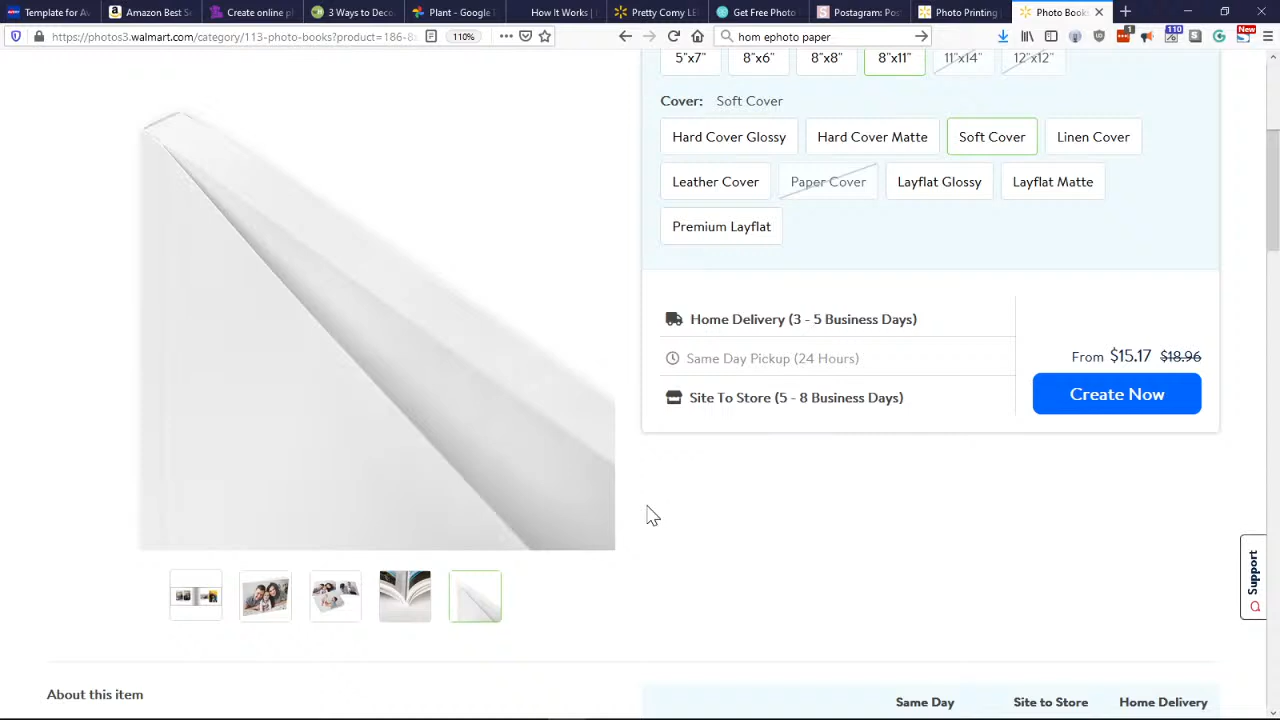 Template for Av
Amazon Best S
Create online p
3 Ways to Deco
Plant - Google
How It Works |
Pretty Comy LE
Get Free Photo
Postagram: Pos
Photo Printing
Photo Books
https://photos3.walmart.com/category/113-photo-books?product=186-8
110%
hom ephoto paper
1
110
New
5"x7"
8"x6"
8"x8"
8"x11"
11"x14"
12"x12"
Cover: Soft Cover
Hard Cover Glossy
Hard Cover Matte
Soft Cover
Linen Cover
Leather Cover
Paper Cover
Layflat Glossy
Layflat Matte
Premium Layflat
Home Delivery (3 - 5 Business Days)
Same Day Pickup (24 Hours)
From $15.17 $18.96
Create Now
Site To Store (5 - 8 Business Days)
Support
About this item
Same Day
Site to Store
Home Delivery